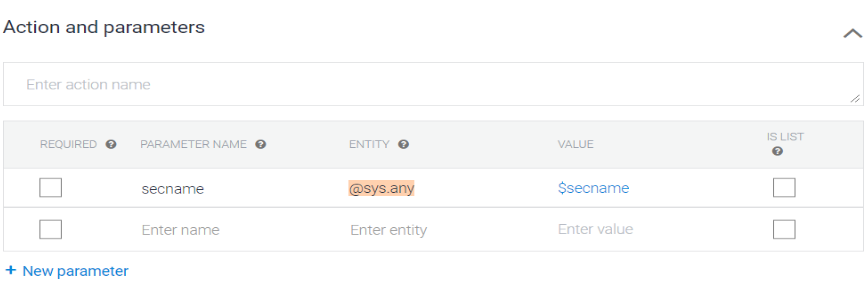 Action and parameters
Enter action name
REQUIRED ? PARAMETER NAME ? ENTITY ? VALUE IS LIST ?
secname @sys.any $secname
Enter name Enter entity Enter value
+ New parameter